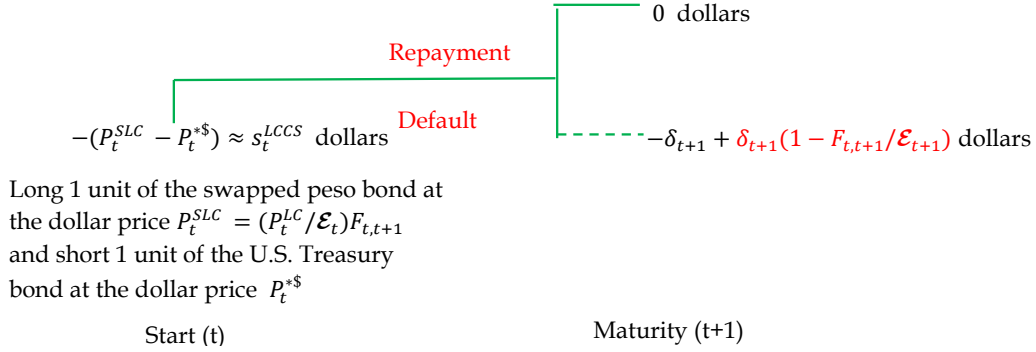 0 dollars
Repayment
−(P_t^{SLC} − P_t^{*$}) ≈ s_t^{LCCS} dollars
Default
−δ_{t+1} + δ_{t+1}(1 − F_{t,t+1}/ℰ_{t+1}) dollars
Long 1 unit of the swapped peso bond at
the dollar price P_t^{SLC} = (P_t^{LC}/ℰ_t)F_{t,t+1}
and short 1 unit of the U.S. Treasury
bond at the dollar price P_t^{*$}
Start (t)
Maturity (t+1)